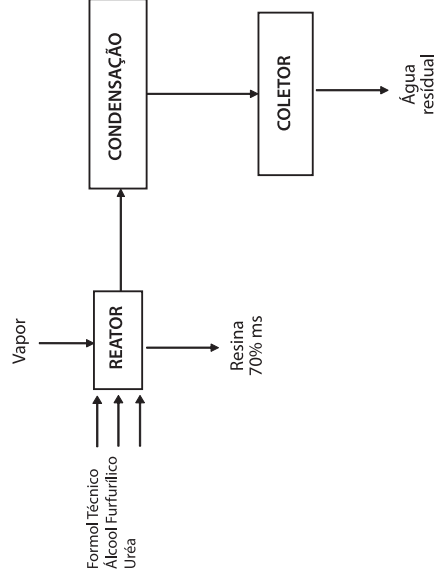 Formol Técnico
Álcool Furfurílico
Uréa
Vapor
REATOR
Resina
70% ms
CONDENSAÇÃO
COLETOR
Água
residual